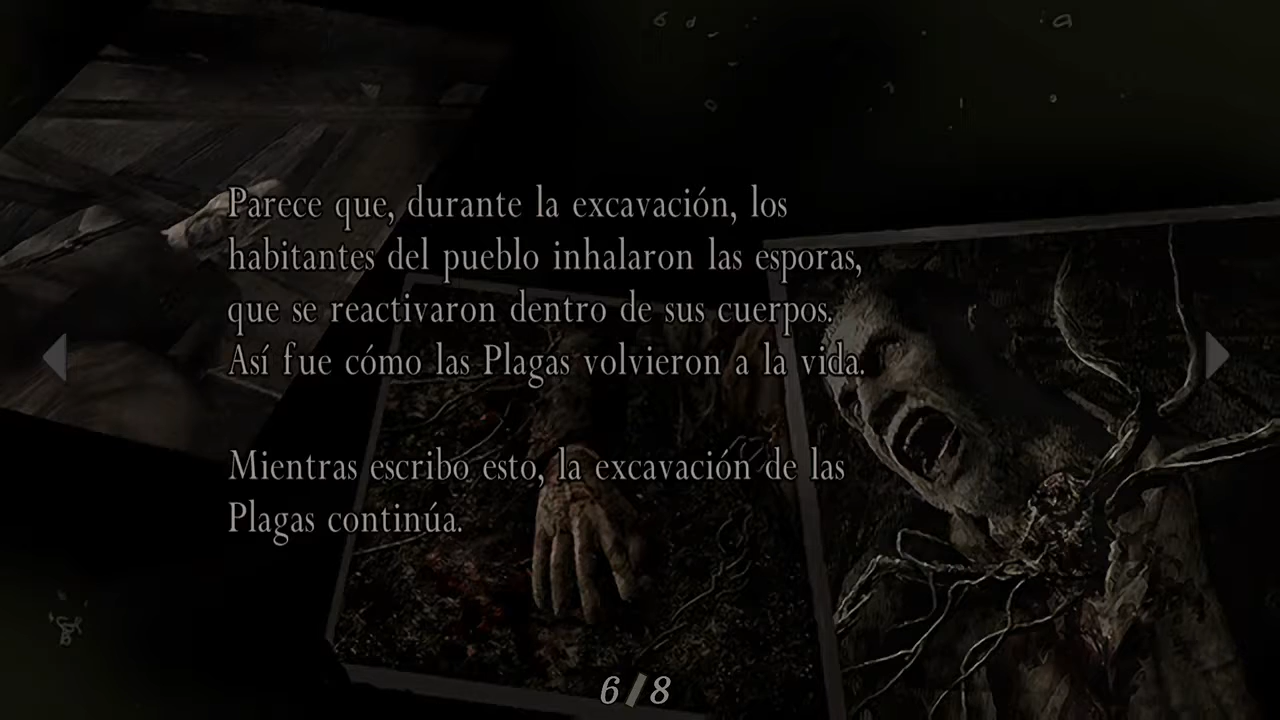 Parece que, durante la excavación, los
habitantes del pueblo inhalaron las esporas,
que se reactivaron dentro de sus cuerpos.
Así fue cómo las Plagas volvieron a la vida.
Mientras escribo esto, la excavación de las
Plagas continúa.
6/8